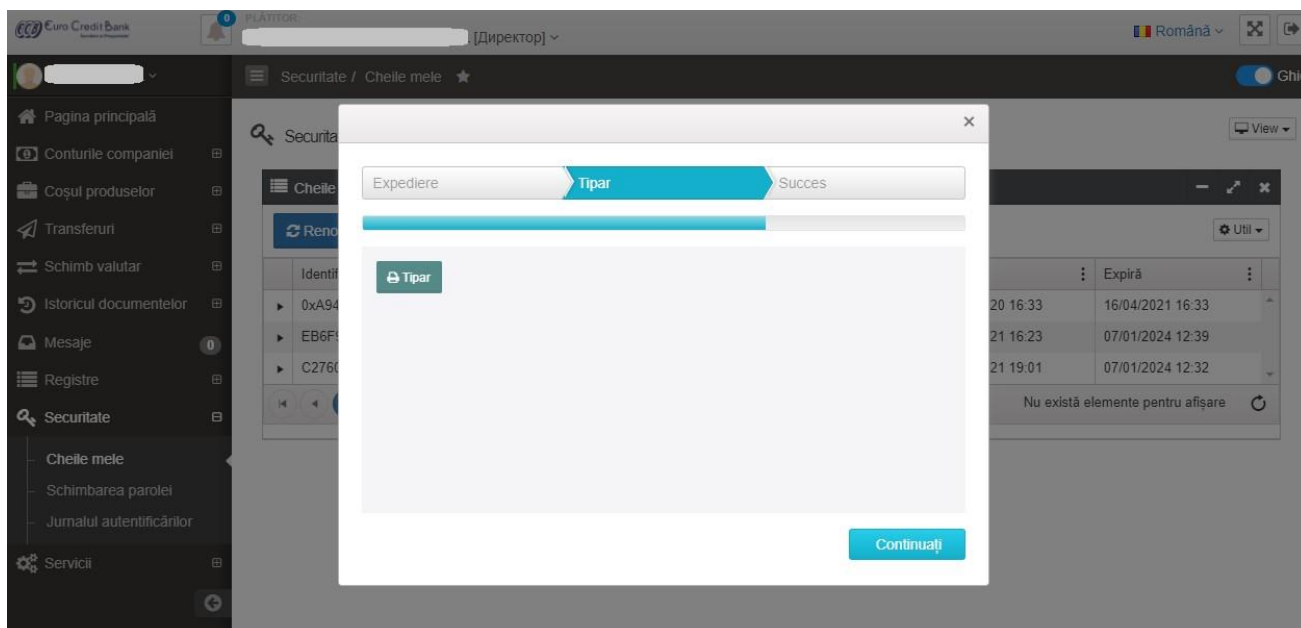 Euro Credit Bank
0
PLĂTITOR:
[Директор]
Română
Securitate / Cheile mele
Ghi
Pagina principală
Conturile companiei
Coșul produselor
Transferuri
Schimb valutar
Istoricul documentelor
Mesaje 0
Registre
Securitate
Cheile mele
Schimbarea parolei
Jurnalul autentificărilor
Servicii
Securita
View
Cheile
Reno
Util
Identif
Expiră
0xA94
20 16:33
16/04/2021 16:33
EB6F
21 16:23
07/01/2024 12:39
C2760
21 19:01
07/01/2024 12:32
Nu există elemente pentru afișare
Expediere
Tipar
Succes
Tipar
Continuați